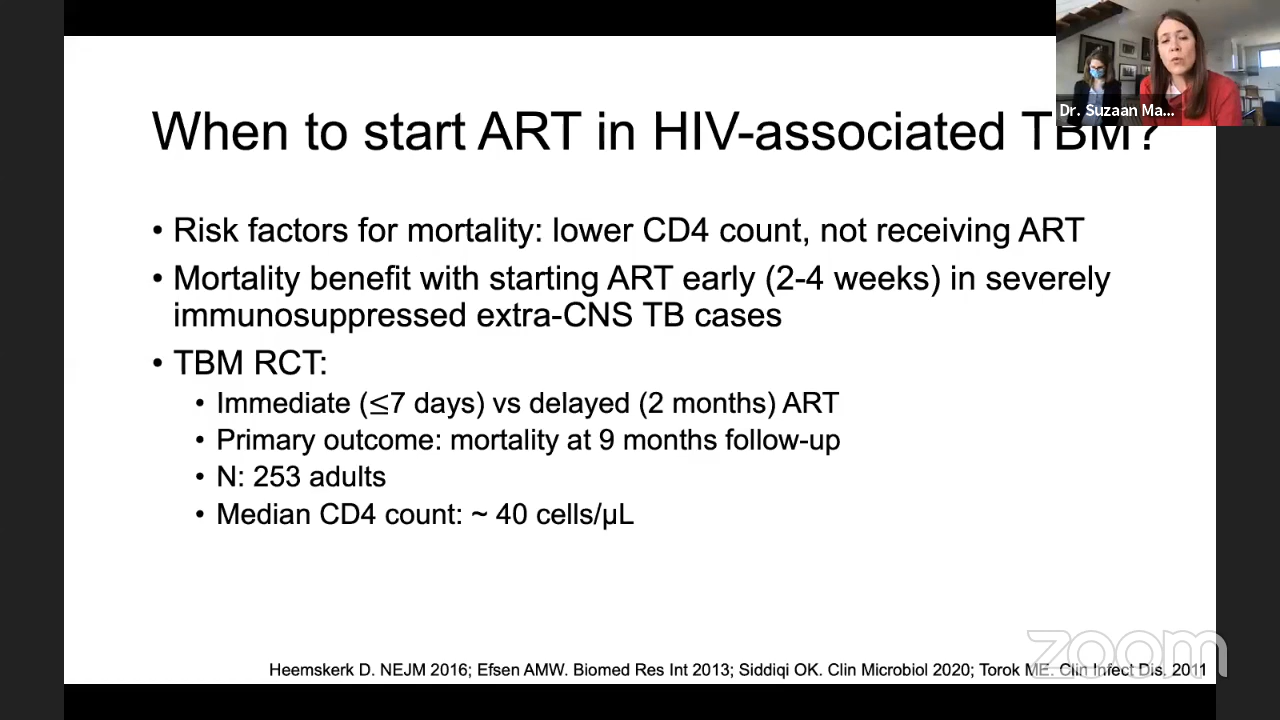 Dr. Suzaan Ma...
When to start ART in HIV-associated TBM?
• Risk factors for mortality: lower CD4 count, not receiving ART
• Mortality benefit with starting ART early (2-4 weeks) in severely
immunosuppressed extra-CNS TB cases
• TBM RCT:
• Immediate (≤7 days) vs delayed (2 months) ART
• Primary outcome: mortality at 9 months follow-up
• N: 253 adults
• Median CD4 count: ~ 40 cells/µL
zoom
Heemskerk D. NEJM 2016; Efsen AMW. Biomed Res Int 2013; Siddiqi OK. Clin Microbiol 2020; Torok ME. Clin Infect Dis. 2011